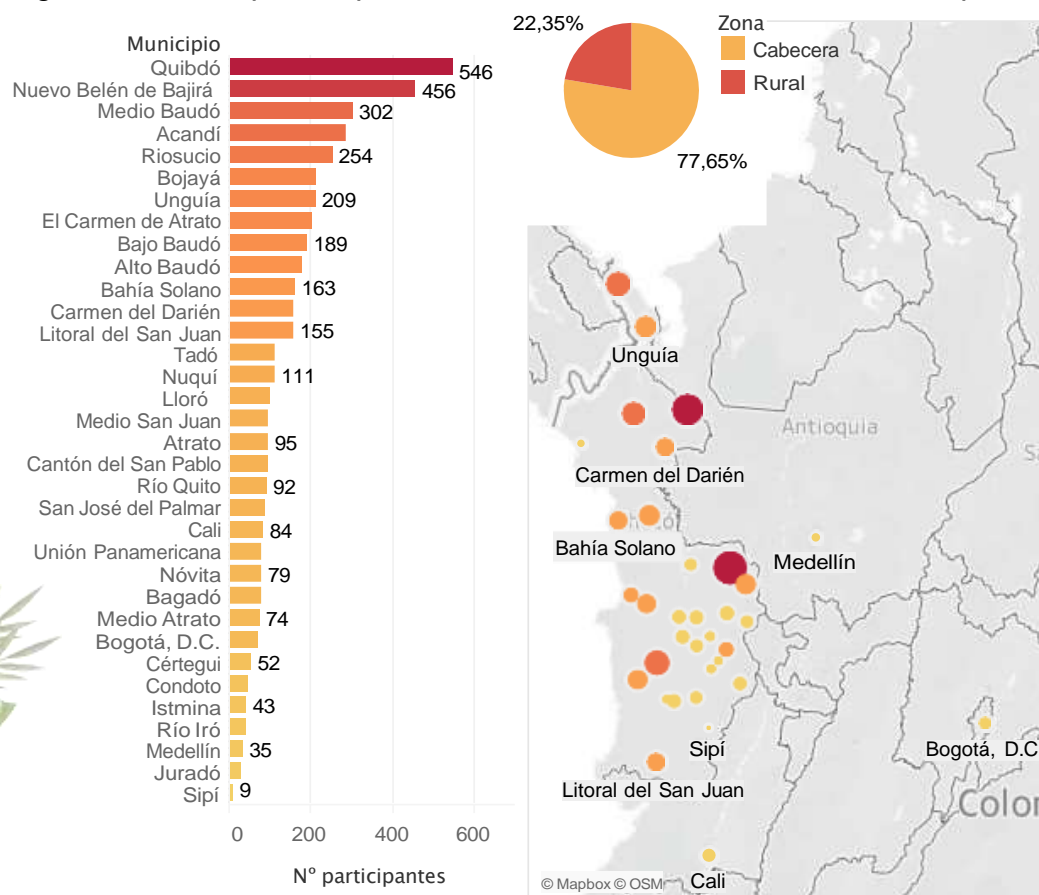 Municipio
Quibdó 546
Nuevo Belén de Bajirá 456
Medio Baudó 302
Acandí
Riosucio 254
Bojayá
Unguía 209
El Carmen de Atrato
Bajo Baudó 189
Alto Baudó
Bahía Solano 163
Carmen del Darién
Litoral del San Juan 155
Tadó
Nuquí 111
Lloró
Medio San Juan
Atrato 95
Cantón del San Pablo
Río Quito 92
San José del Palmar
Cali 84
Unión Panamericana
Nóvita 79
Bagadó
Medio Atrato 74
Bogotá, D.C.
Cértegui 52
Condoto
Istmina 43
Río Iró
Medellín 35
Juradó
Sipí 9
0 200 400 600
Nº participantes
22,35%
77,65%
Zona
Cabecera
Rural
Unguía
Antioquia
Carmen del Darién
Bahía Solano
Medellín
Sipí
Bogotá, D.C
Litoral del San Juan
Color
Cali
© Mapbox © OSM